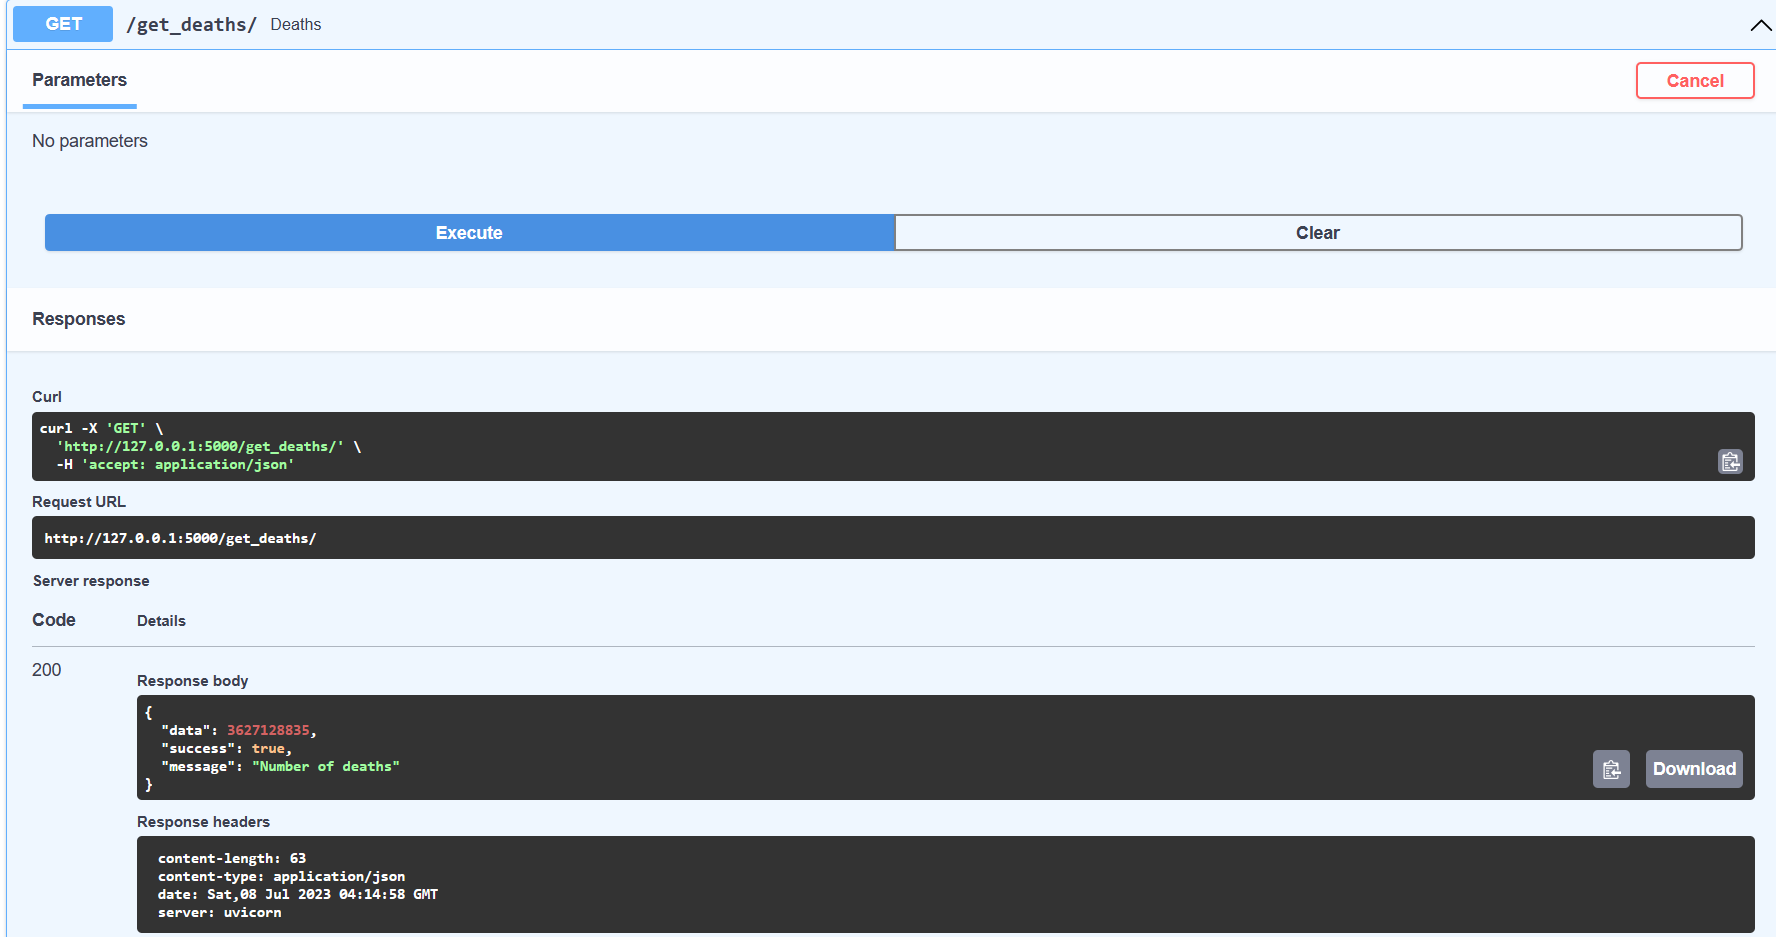 GET /get_deaths/ Deaths
Parameters
Cancel
No parameters
Execute
Clear
Responses
Curl
curl -X 'GET' \
  'http://127.0.0.1:5000/get_deaths/' \
  -H 'accept: application/json'
Request URL
http://127.0.0.1:5000/get_deaths/
Server response
Code Details
200
Response body
{
  "data": 3627128835,
  "success": true,
  "message": "Number of deaths"
}
Download
Response headers
content-length: 63
content-type: application/json
date: Sat,08 Jul 2023 04:14:58 GMT
server: uvicorn